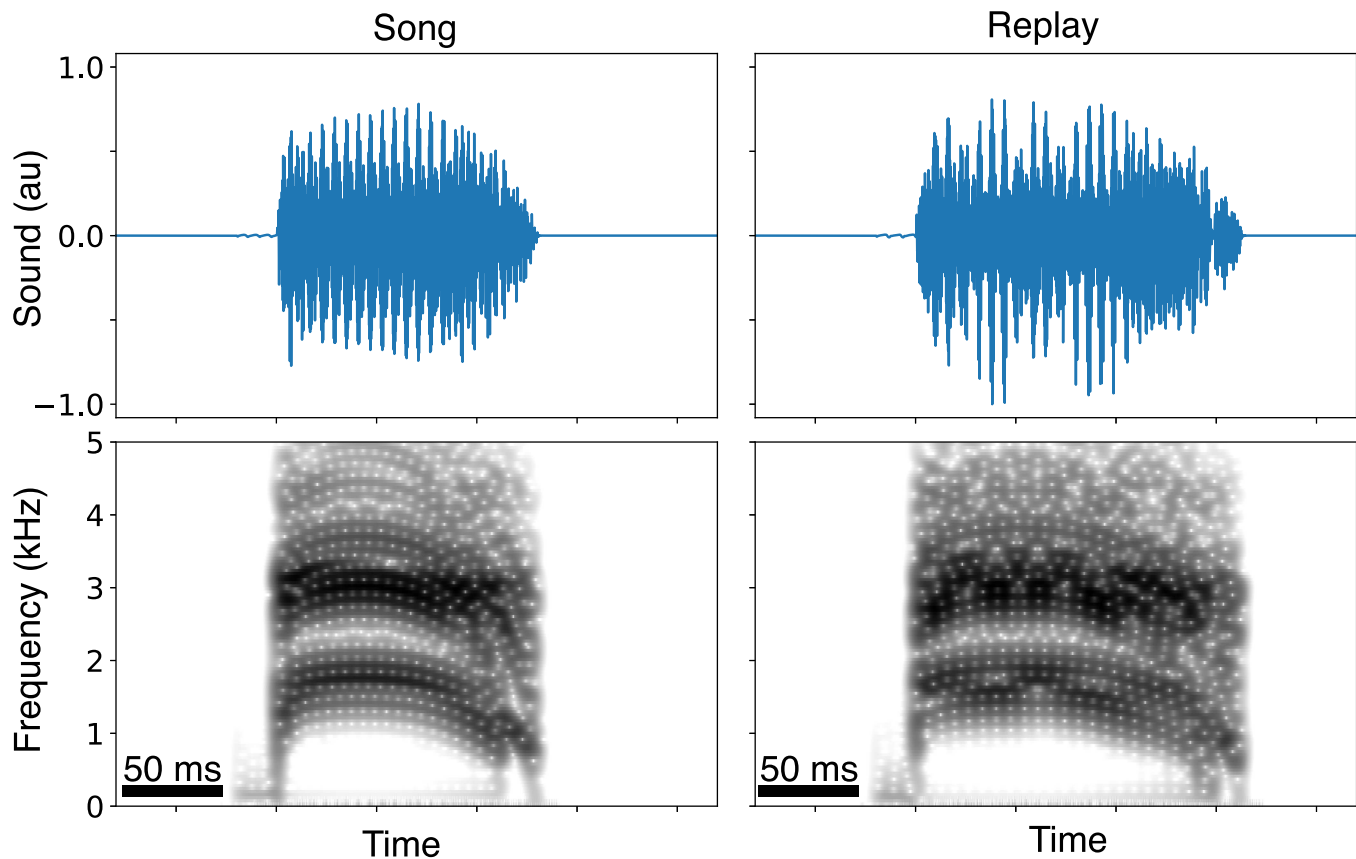 Song
Replay
Sound (au)
1.0
0.0
−1.0
Frequency (kHz)
5
4
3
2
1
0
50 ms
50 ms
Time
Time